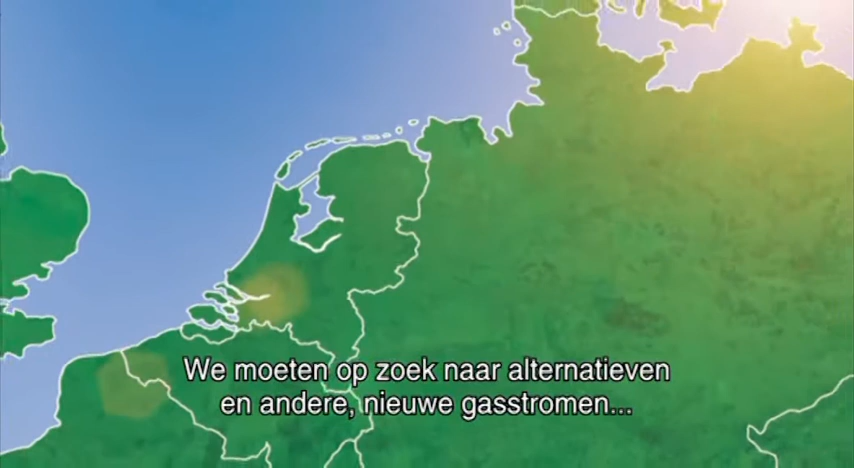 We moeten op zoek naar alternatieven
en andere, nieuwe gasstromen...